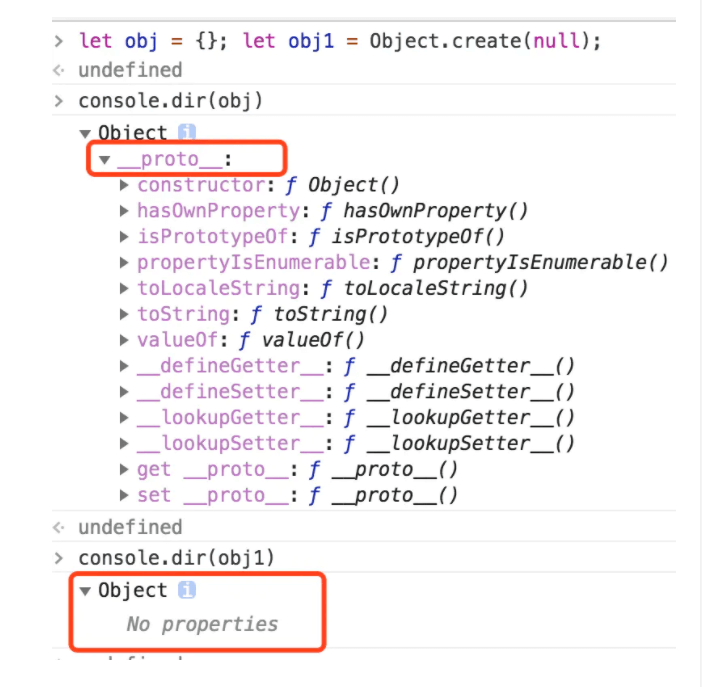 > let obj = {}; let obj1 = Object.create(null);
undefined
> console.dir(obj)
Object i
__proto__:
constructor: ƒ Object()
hasOwnProperty: ƒ hasOwnProperty()
isPrototypeOf: ƒ isPrototypeOf()
propertyIsEnumerable: ƒ propertyIsEnumerable()
toLocaleString: ƒ toLocaleString()
toString: ƒ toString()
valueOf: ƒ valueOf()
__defineGetter__: ƒ __defineGetter__()
__defineSetter__: ƒ __defineSetter__()
__lookupGetter__: ƒ __lookupGetter__()
__lookupSetter__: ƒ __lookupSetter__()
get __proto__: ƒ __proto__()
set __proto__: ƒ __proto__()
undefined
> console.dir(obj1)
Object i
No properties